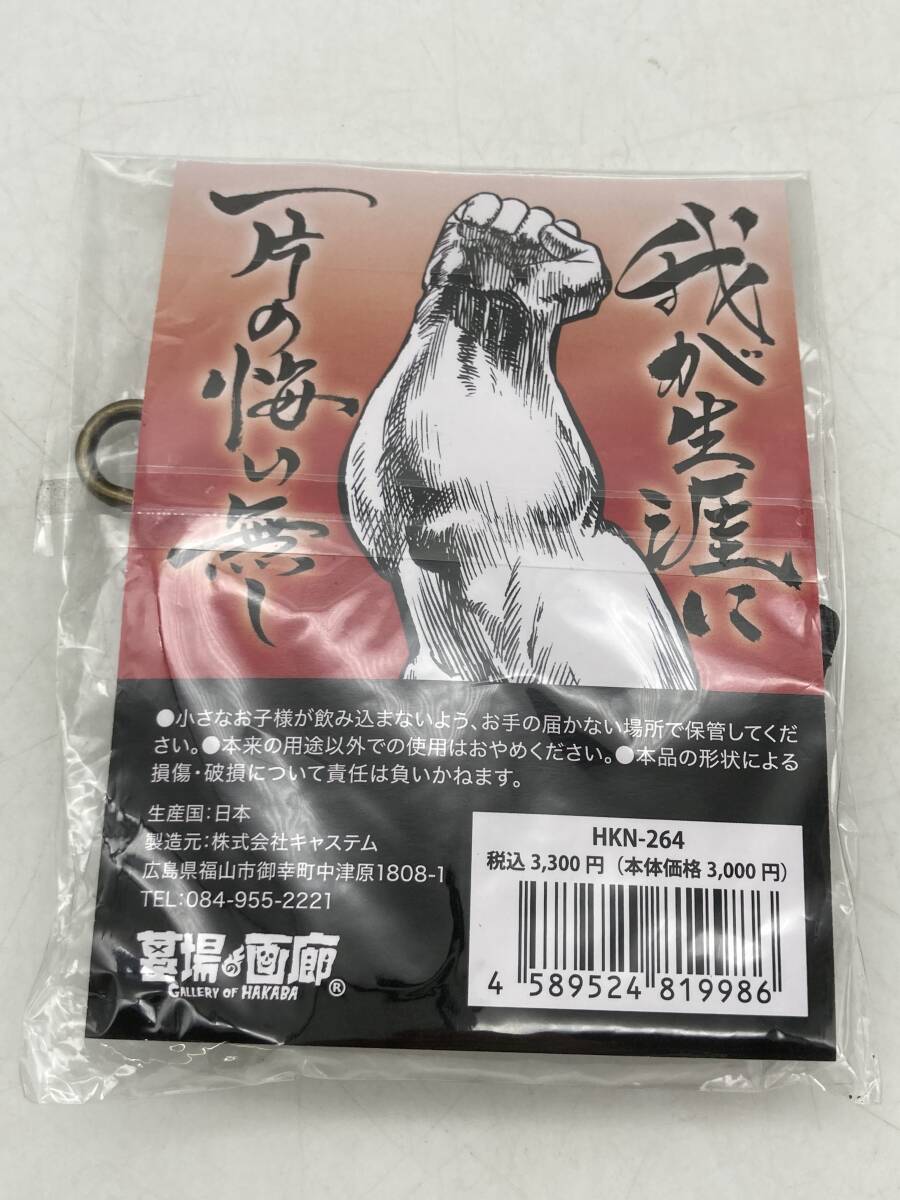 我が生涯に
一片の悔い無し
●小さなお子様が飲み込まないよう、お手の届かない場所で保管してくだ
さい。●本来の用途以外での使用はおやめください。●本品の形状による
損傷・破損について責任は負いかねます。
生産国：日本
製造元：株式会社キャステム
広島県福山市御幸町中津原1808-1
TEL:084-955-2221
墓場の画廊
GALLERY OF HAKABA ®
HKN-264
税込 3,300 円（本体価格 3,000 円）
4 589524 819986